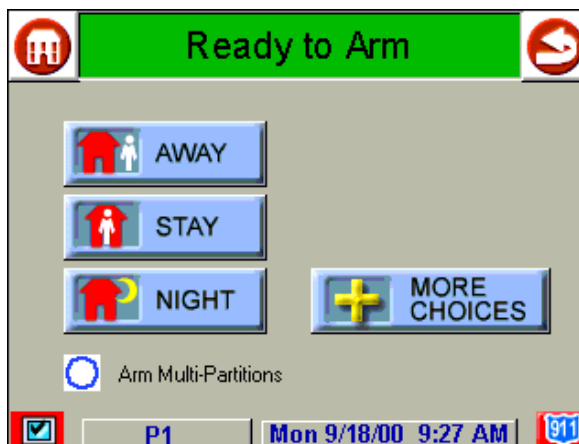 Ready to Arm
AWAY
STAY
NIGHT
MORE
CHOICES
Arm Multi-Partitions
P1
Mon 9/18/00 9:27 AM
911